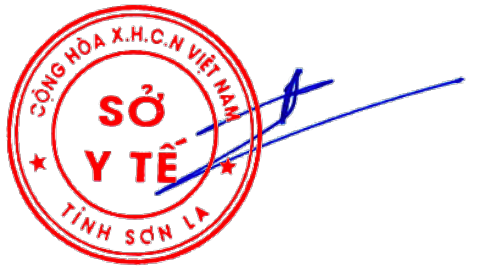 CỘNG HÒA X.H.C.N VIỆT NAM
SỞ
Y TẾ
TỈNH SƠN LA